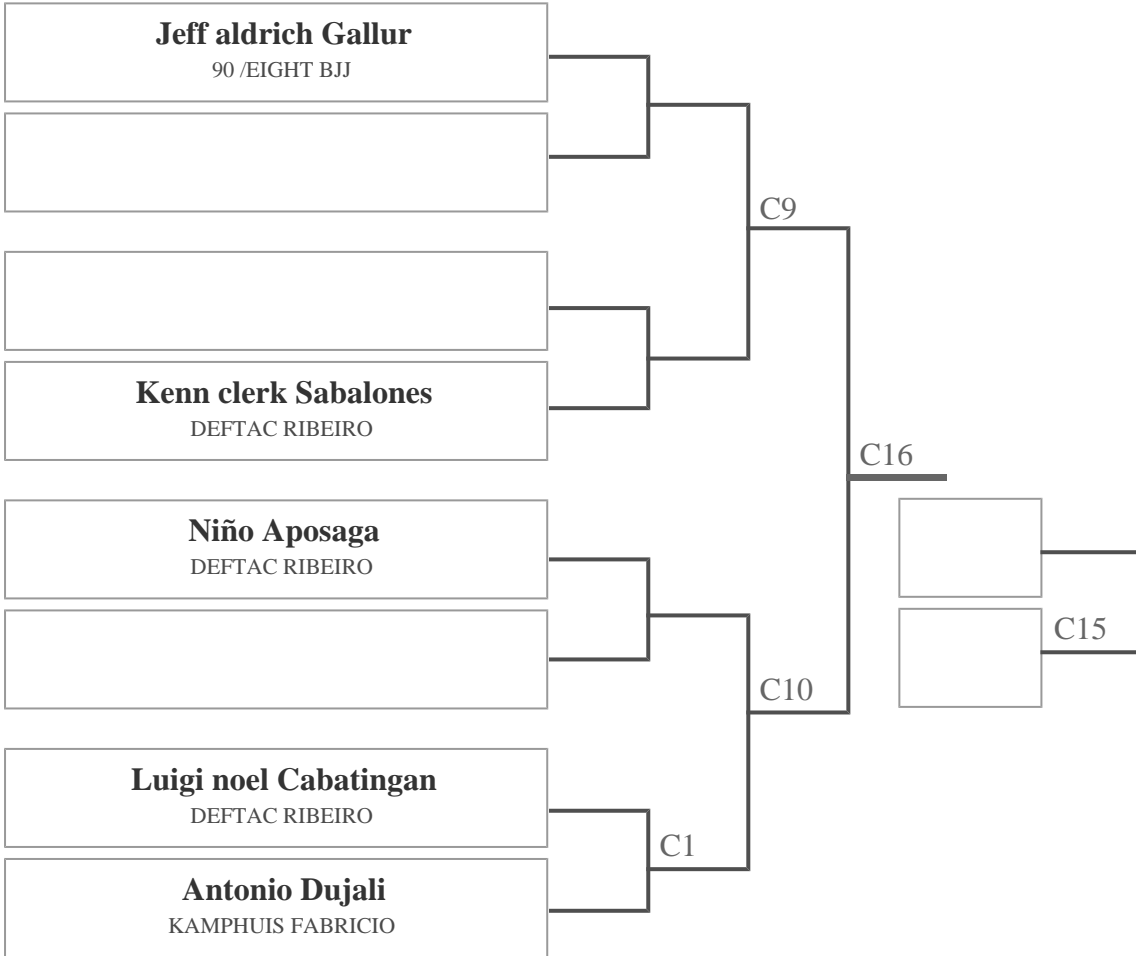 Jeff aldrich Gallur
90 /EIGHT BJJ
C9
Kenn clerk Sabalones
DEFTAC RIBEIRO
C16
Niño Aposaga
DEFTAC RIBEIRO
C15
C10
Luigi noel Cabatingan
DEFTAC RIBEIRO
C1
Antonio Dujali
KAMPHUIS FABRICIO